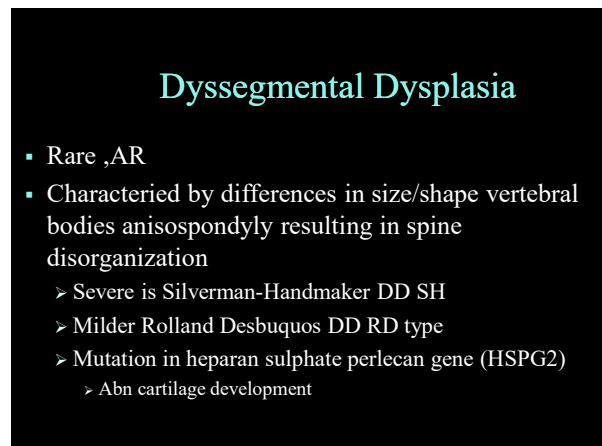 Dyssegmental Dysplasia
Rare ,AR
Characteried by differences in size/shape vertebral
bodies anisospondyly resulting in spine
disorganization
Severe is Silverman-Handmaker DD SH
Milder Rolland Desbuquos DD RD type
Mutation in heparan sulphate perlecan gene (HSPG2)
Abn cartilage development